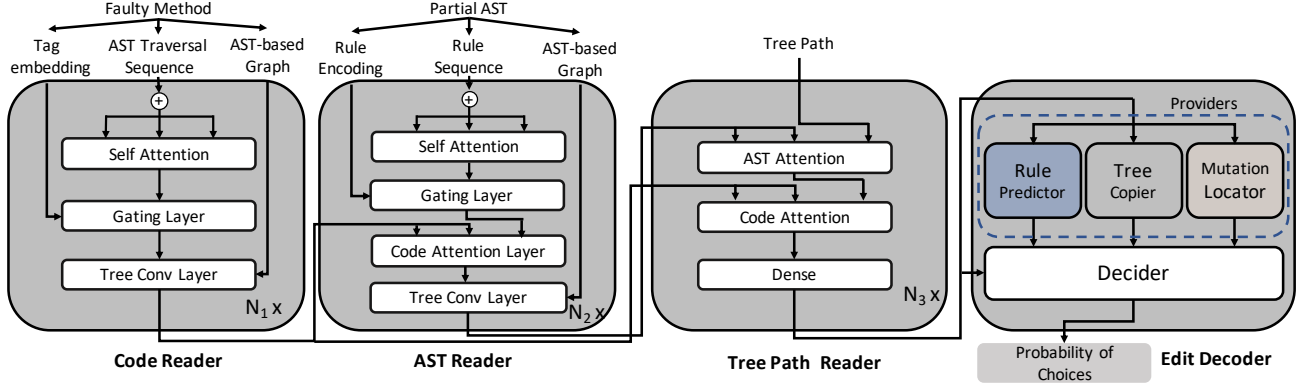 Faulty Method
Tag
embedding
AST Traversal
Sequence
AST-based
Graph
+
Self Attention
Gating Layer
Tree Conv Layer
N1 x
Code Reader
Partial AST
Rule
Encoding
Rule
Sequence
AST-based
Graph
+
Self Attention
Gating Layer
Code Attention Layer
Tree Conv Layer
N2 x
AST Reader
Tree Path
AST Attention
Code Attention
Dense
N3 x
Tree Path Reader
Providers
Rule
Predictor
Tree
Copier
Mutation
Locator
Decider
Probability of
Choices
Edit Decoder